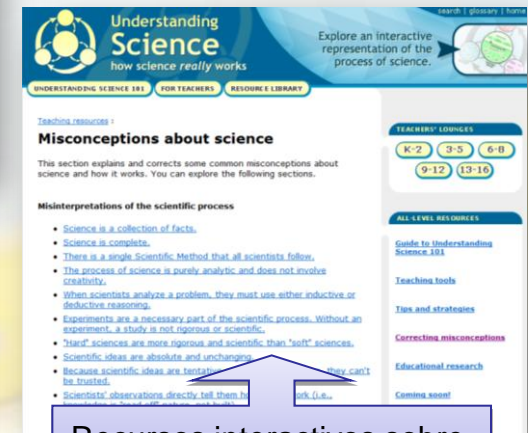 search | glossary | home
Understanding
Science
how science really works
Explore an interactive
representation of the
process of science.
UNDERSTANDING SCIENCE 101
FOR TEACHERS
RESOURCE LIBRARY
Teaching resources :
Misconceptions about science
This section explains and corrects some common misconceptions about
science and how it works. You can explore the following sections.
Misinterpretations of the scientific process
Science is a collection of facts.
Science is complete.
There is a single Scientific Method that all scientists follow.
The process of science is purely analytic and does not involve
creativity.
When scientists analyze a problem, they must use either inductive or
deductive reasoning.
Experiments are a necessary part of the scientific process. Without an
experiment, a study is not rigorous or scientific.
"Hard" sciences are more rigorous and scientific than "soft" sciences.
Scientific ideas are absolute and unchanging.
Because scientific ideas are tentative they can't
be trusted.
Scientists' observations directly tell them (i.e.,
TEACHERS' LOUNGES
K-2
3-5
6-8
9-12
13-16
ALL-LEVEL RESOURCES
Guide to Understanding
Science 101
Teaching tools
Tips and strategies
Correcting misconceptions
Educational research
Coming soon!
Recursos interactivos sobre